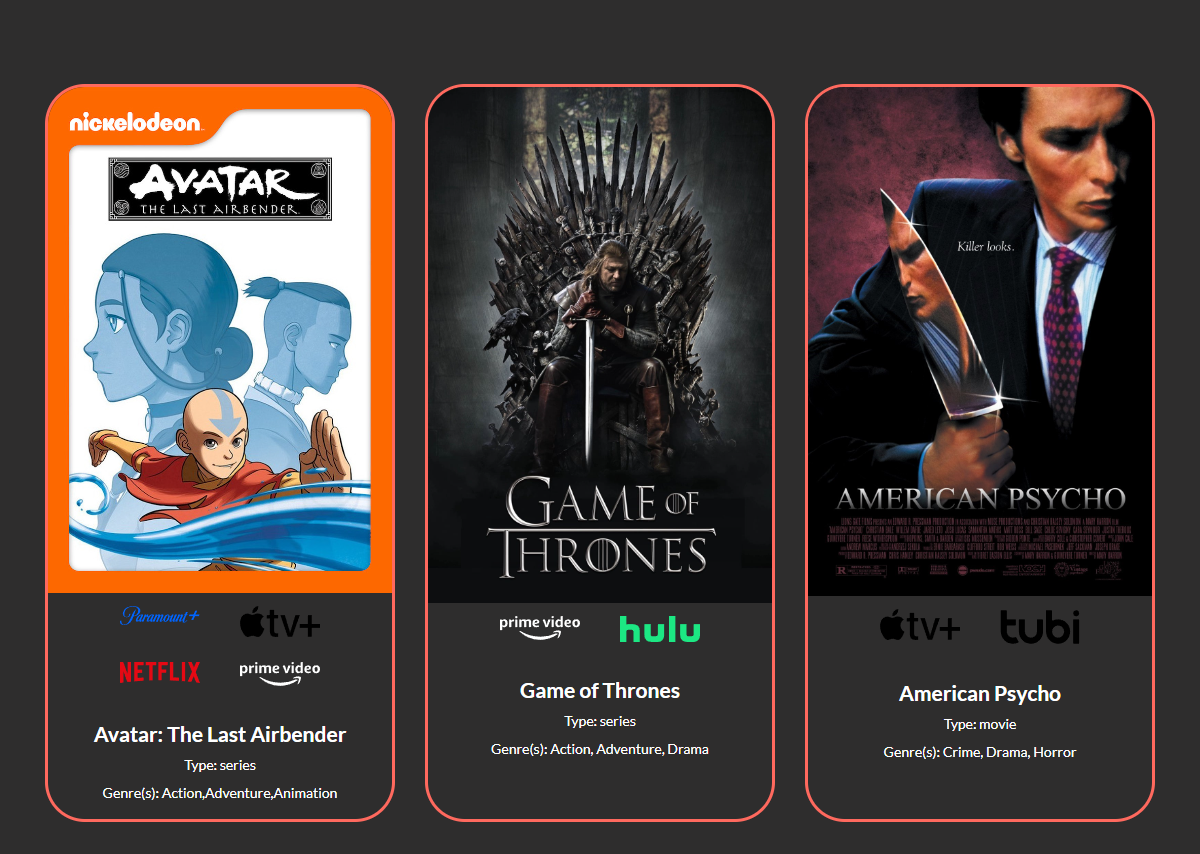 nickelodeon
AVATAR
THE LAST AIRBENDER
Paramount+
tv+
NETFLIX
prime video
Avatar: The Last Airbender
Type: series
Genre(s): Action,Adventure,Animation
GAME OF
THRONES
prime video
hulu
Game of Thrones
Type: series
Genre(s): Action, Adventure, Drama
Killer looks.
AMERICAN PSYCHO
R
tv+
tubi
American Psycho
Type: movie
Genre(s): Crime, Drama, Horror